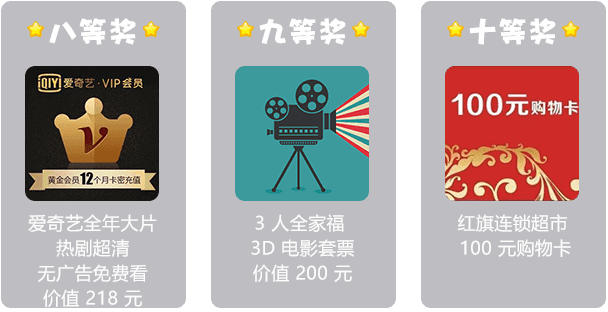 八等奖
iQIYI 爱奇艺·VIP会员
V
黄金会员12个月卡密充值
爱奇艺全年大片
热剧超清
无广告免费看
价值 218 元
九等奖
3 人全家福
3D 电影套票
价值 200 元
十等奖
100元购物卡
红旗连锁超市
100 元购物卡